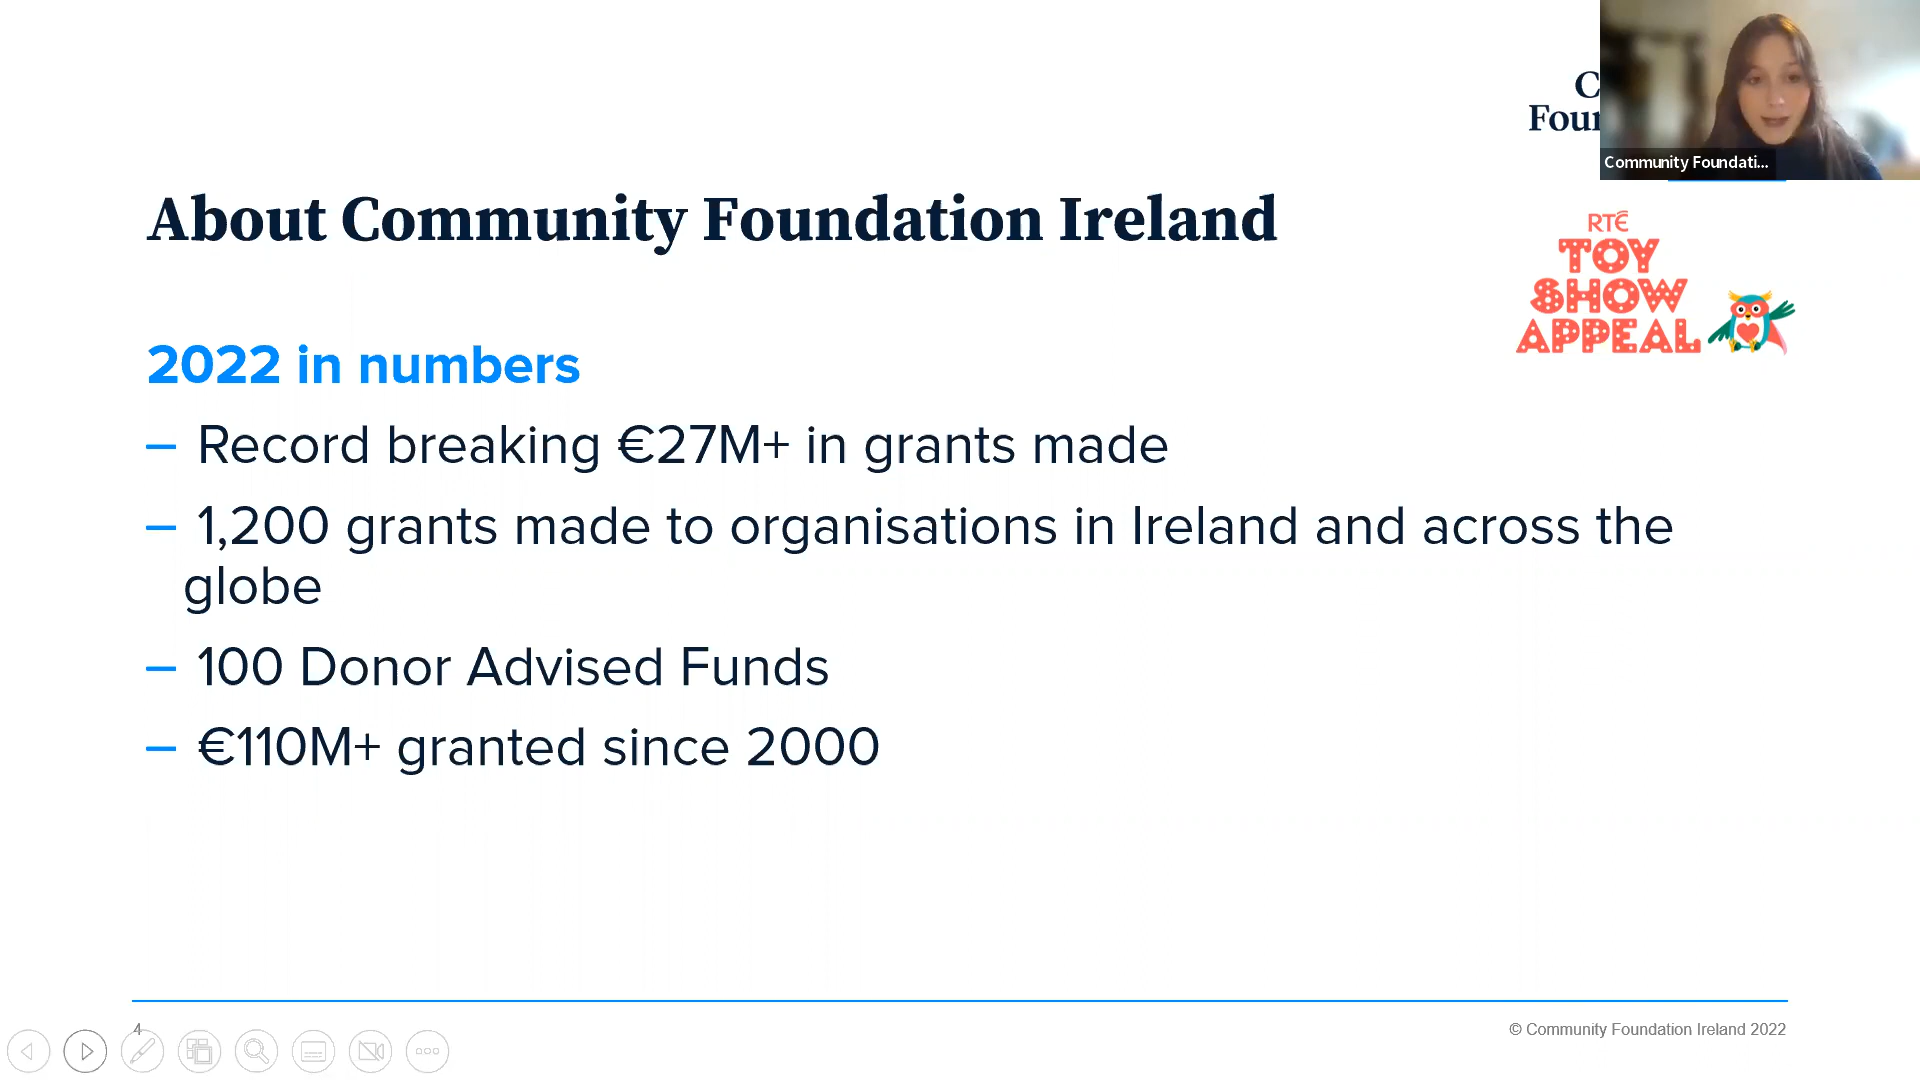 Community Foundati...
About Community Foundation Ireland
RTÉ
TOY
SHOW
APPEAL
2022 in numbers
– Record breaking €27M+ in grants made
– 1,200 grants made to organisations in Ireland and across the
globe
– 100 Donor Advised Funds
– €110M+ granted since 2000
4
© Community Foundation Ireland 2022